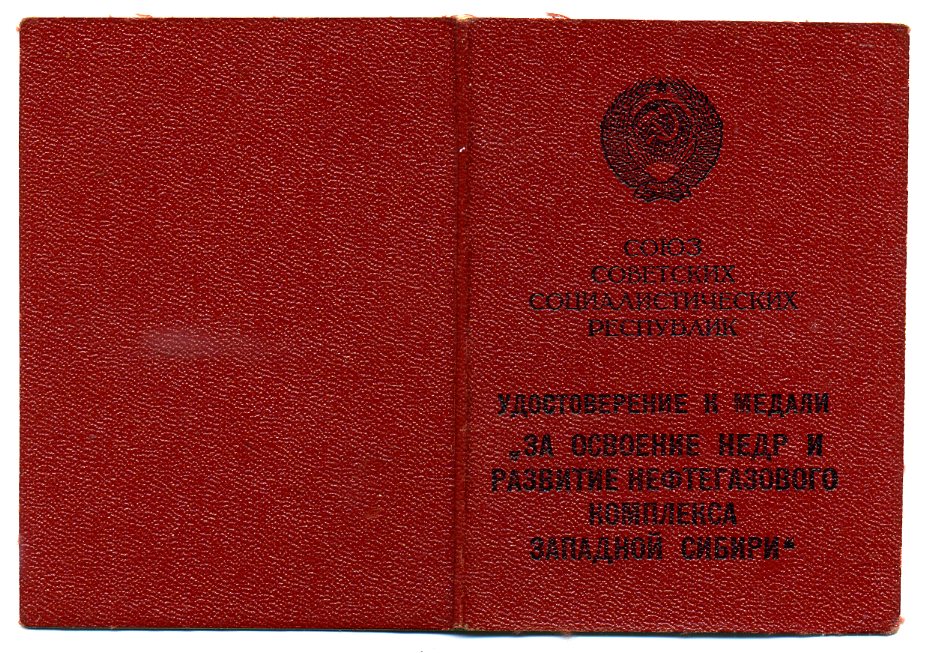 СОЮЗ
СОВЕТСКИХ
СОЦИАЛИСТИЧЕСКИХ
РЕСПУБЛИК
УДОСТОВЕРЕНИЕ К МЕДАЛИ
„ЗА ОСВОЕНИЕ НЕДР И
РАЗВИТИЕ НЕФТЕГАЗОВОГО
КОМПЛЕКСА
ЗАПАДНОЙ СИБИРИ“